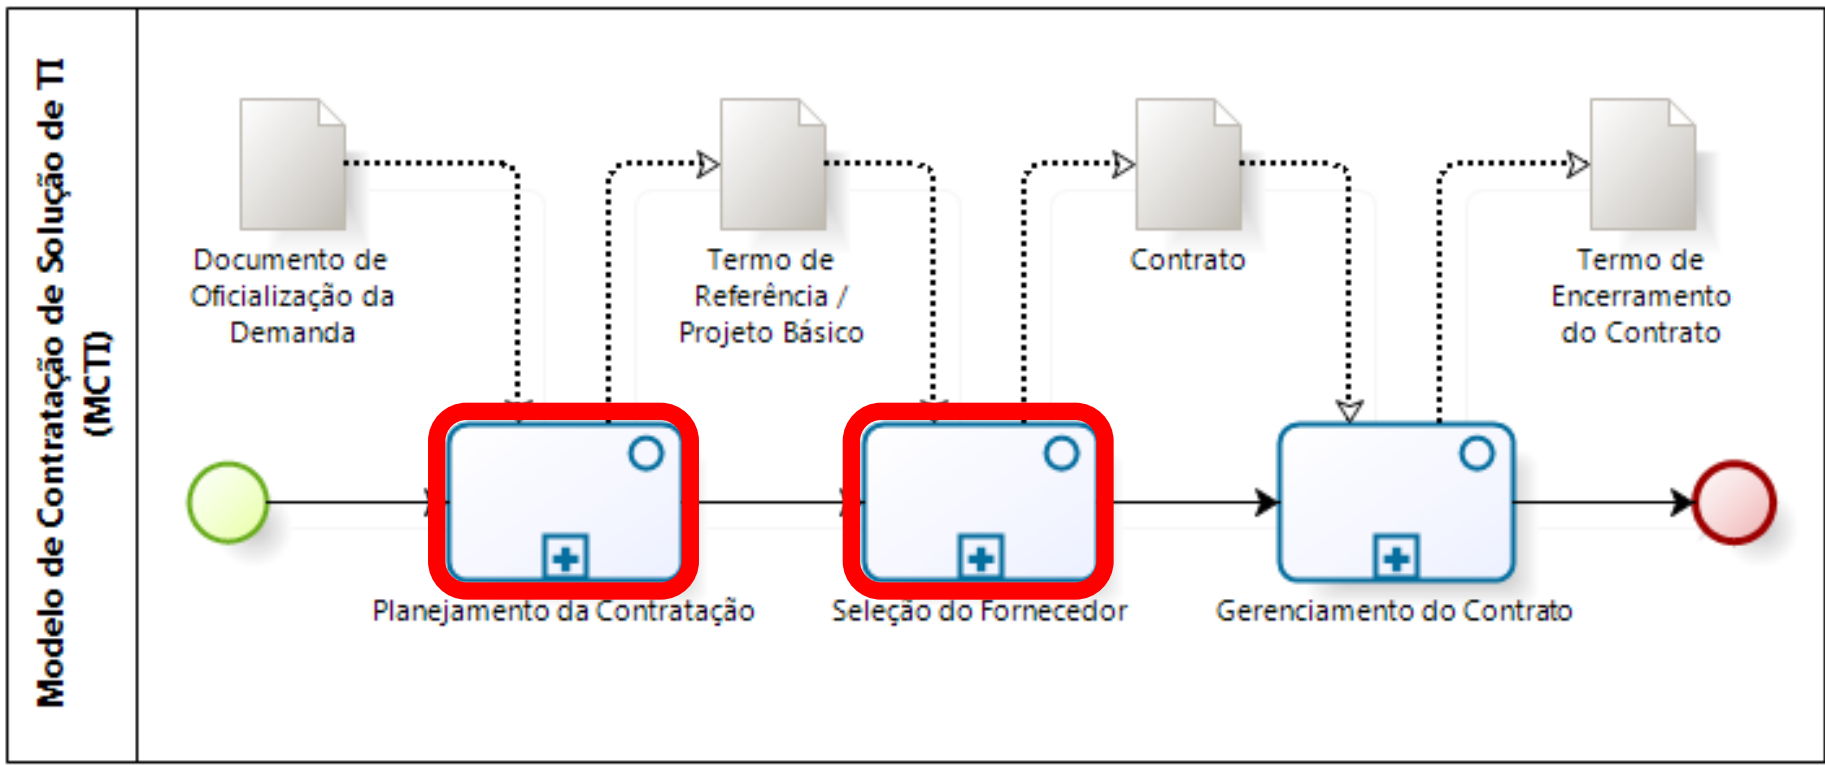 Modelo de Contratação de Solução de TI
(MCTI)
Documento de
Oficialização da
Demanda
Termo de
Referência /
Projeto Básico
Contrato
Termo de
Encerramento
do Contrato
Planejamento da Contratação
Seleção do Fornecedor
Gerenciamento do Contrato